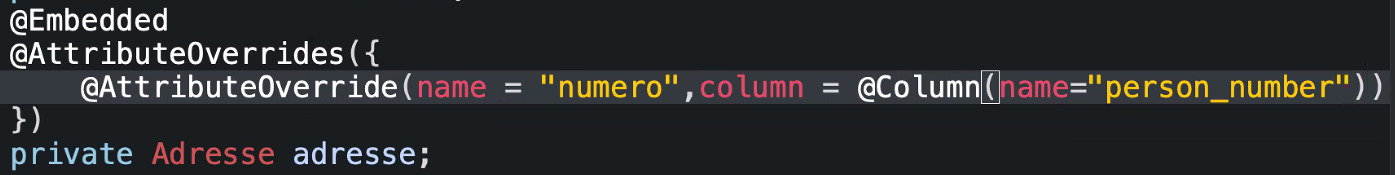 @Embedded
@AttributeOverrides({
    @AttributeOverride(name = "numero",column = @Column(name="person_number"))
})
private Adresse adresse;